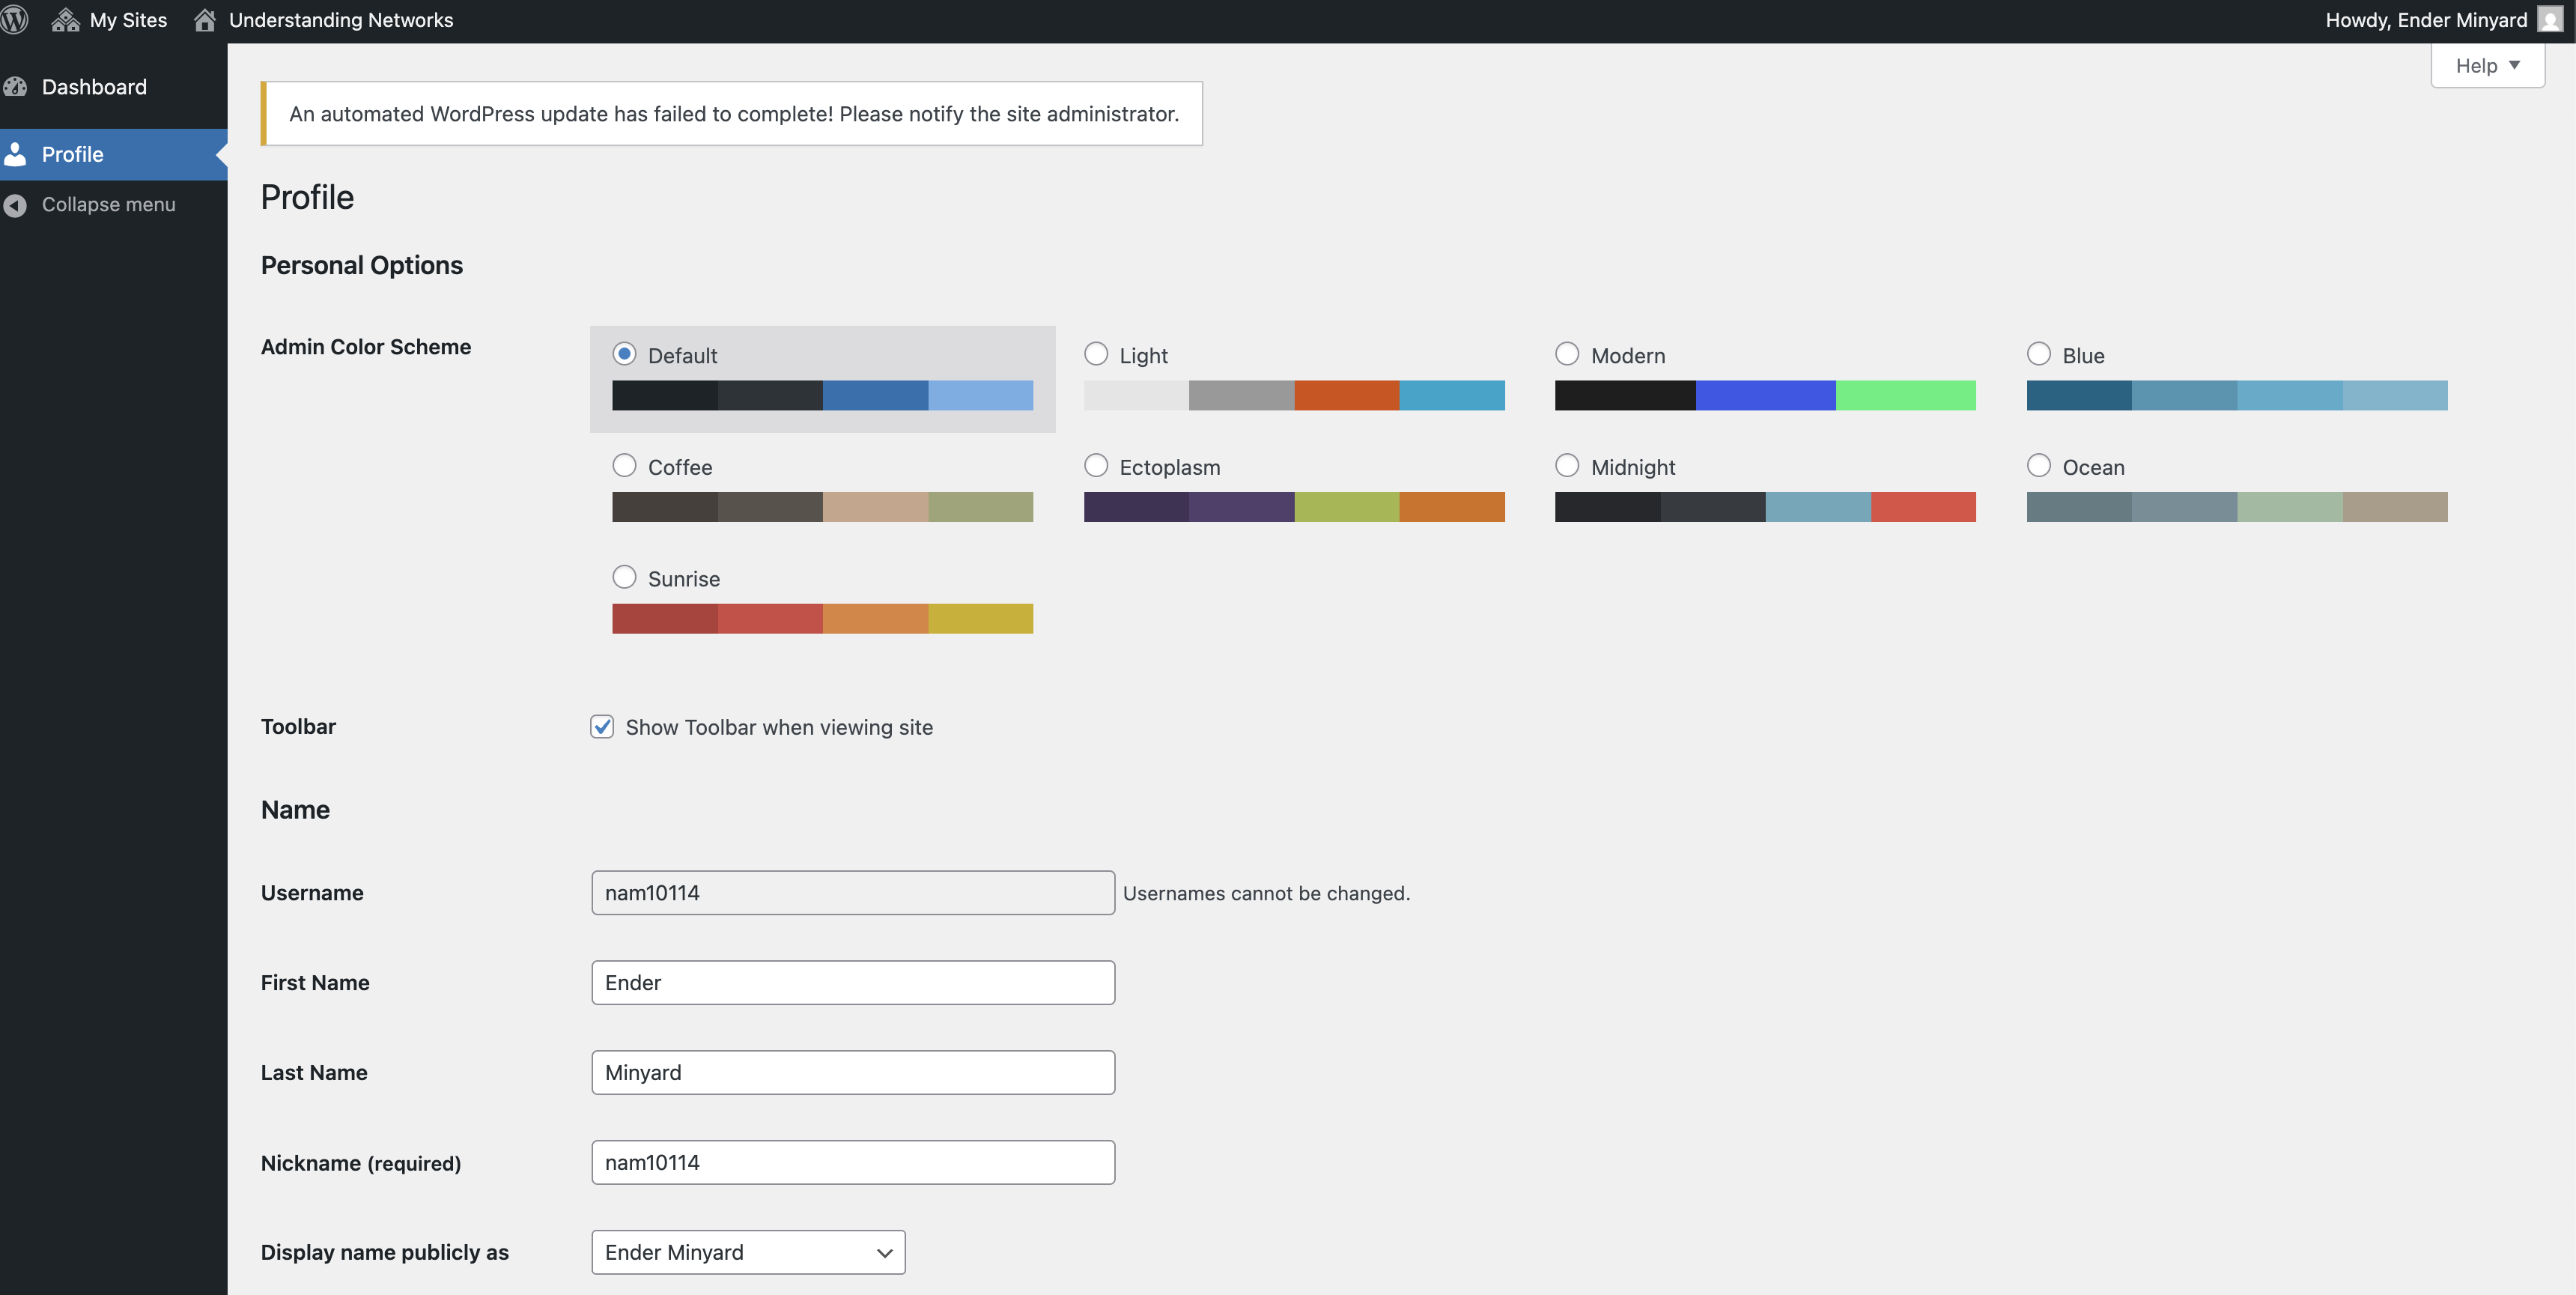 My Sites
Understanding Networks
Howdy, Ender Minyard
Dashboard
Profile
Collapse menu
Help
An automated WordPress update has failed to complete! Please notify the site administrator.
Profile
Personal Options
Admin Color Scheme
Default
Light
Modern
Blue
Coffee
Ectoplasm
Midnight
Ocean
Sunrise
Toolbar
Show Toolbar when viewing site
Name
Username
nam10114
Usernames cannot be changed.
First Name
Ender
Last Name
Minyard
Nickname (required)
nam10114
Display name publicly as
Ender Minyard